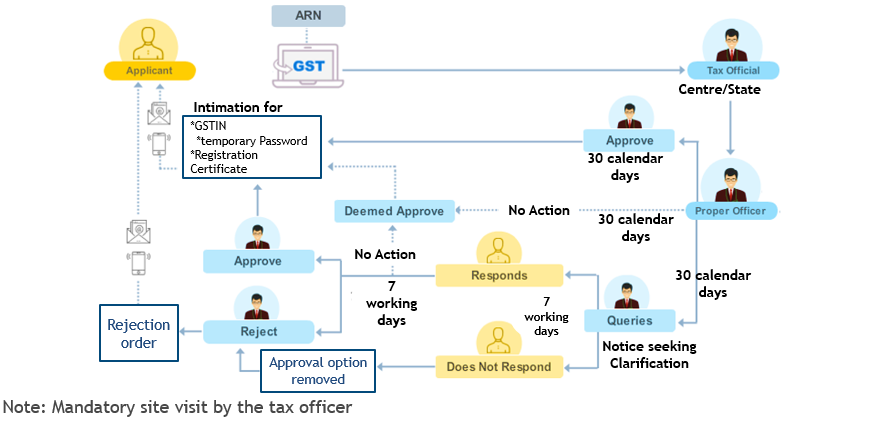 ARN
GST
Applicant
Tax Official
Centre/State
Intimation for
*GSTIN
*temporary Password
*Registration
Certificate
Approve
30 calendar
days
Deemed Approve
No Action
30 calendar
days
Proper Officer
No Action
Approve
Responds
30 calendar
days
7
working
days
7
working
days
Queries
Notice seeking
Clarification
Rejection
order
Reject
Approval option
removed
Does Not Respond
Note: Mandatory site visit by the tax officer